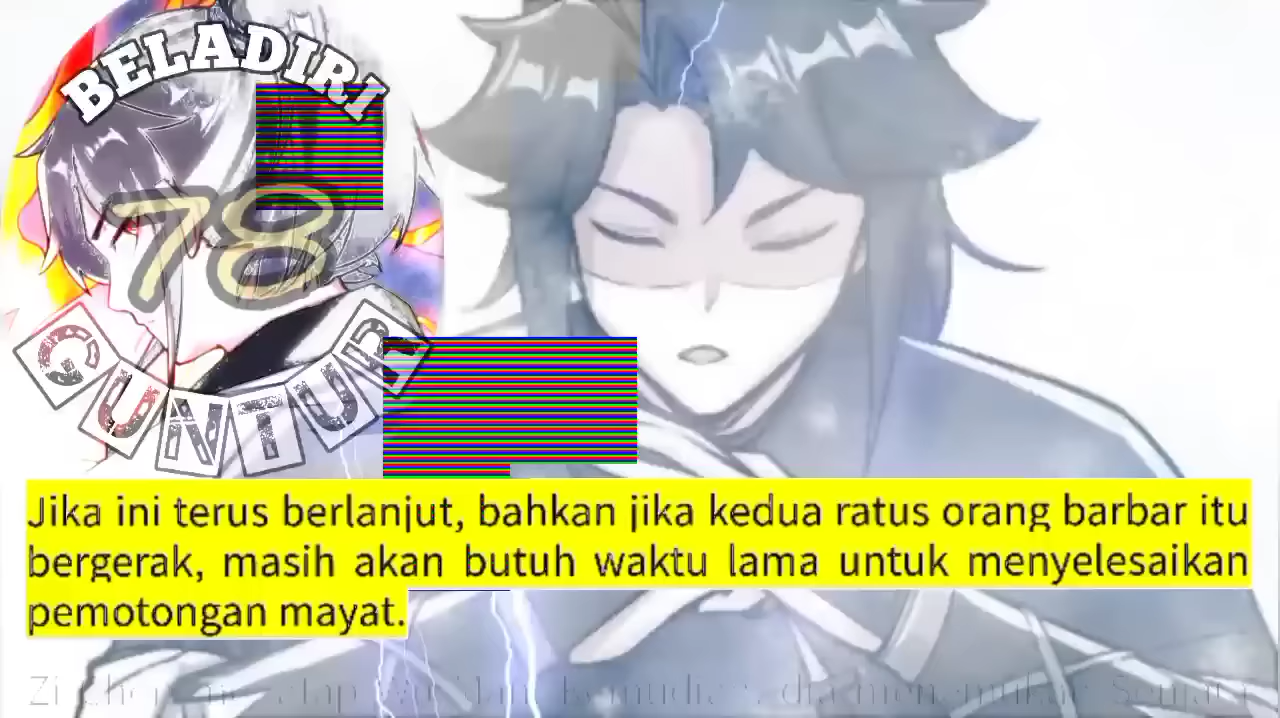 BELADIRI
78
GUNTUR
Jika ini terus berlanjut, bahkan jika kedua ratus orang barbar itu
bergerak, masih akan butuh waktu lama untuk menyelesaikan
pemotongan mayat.